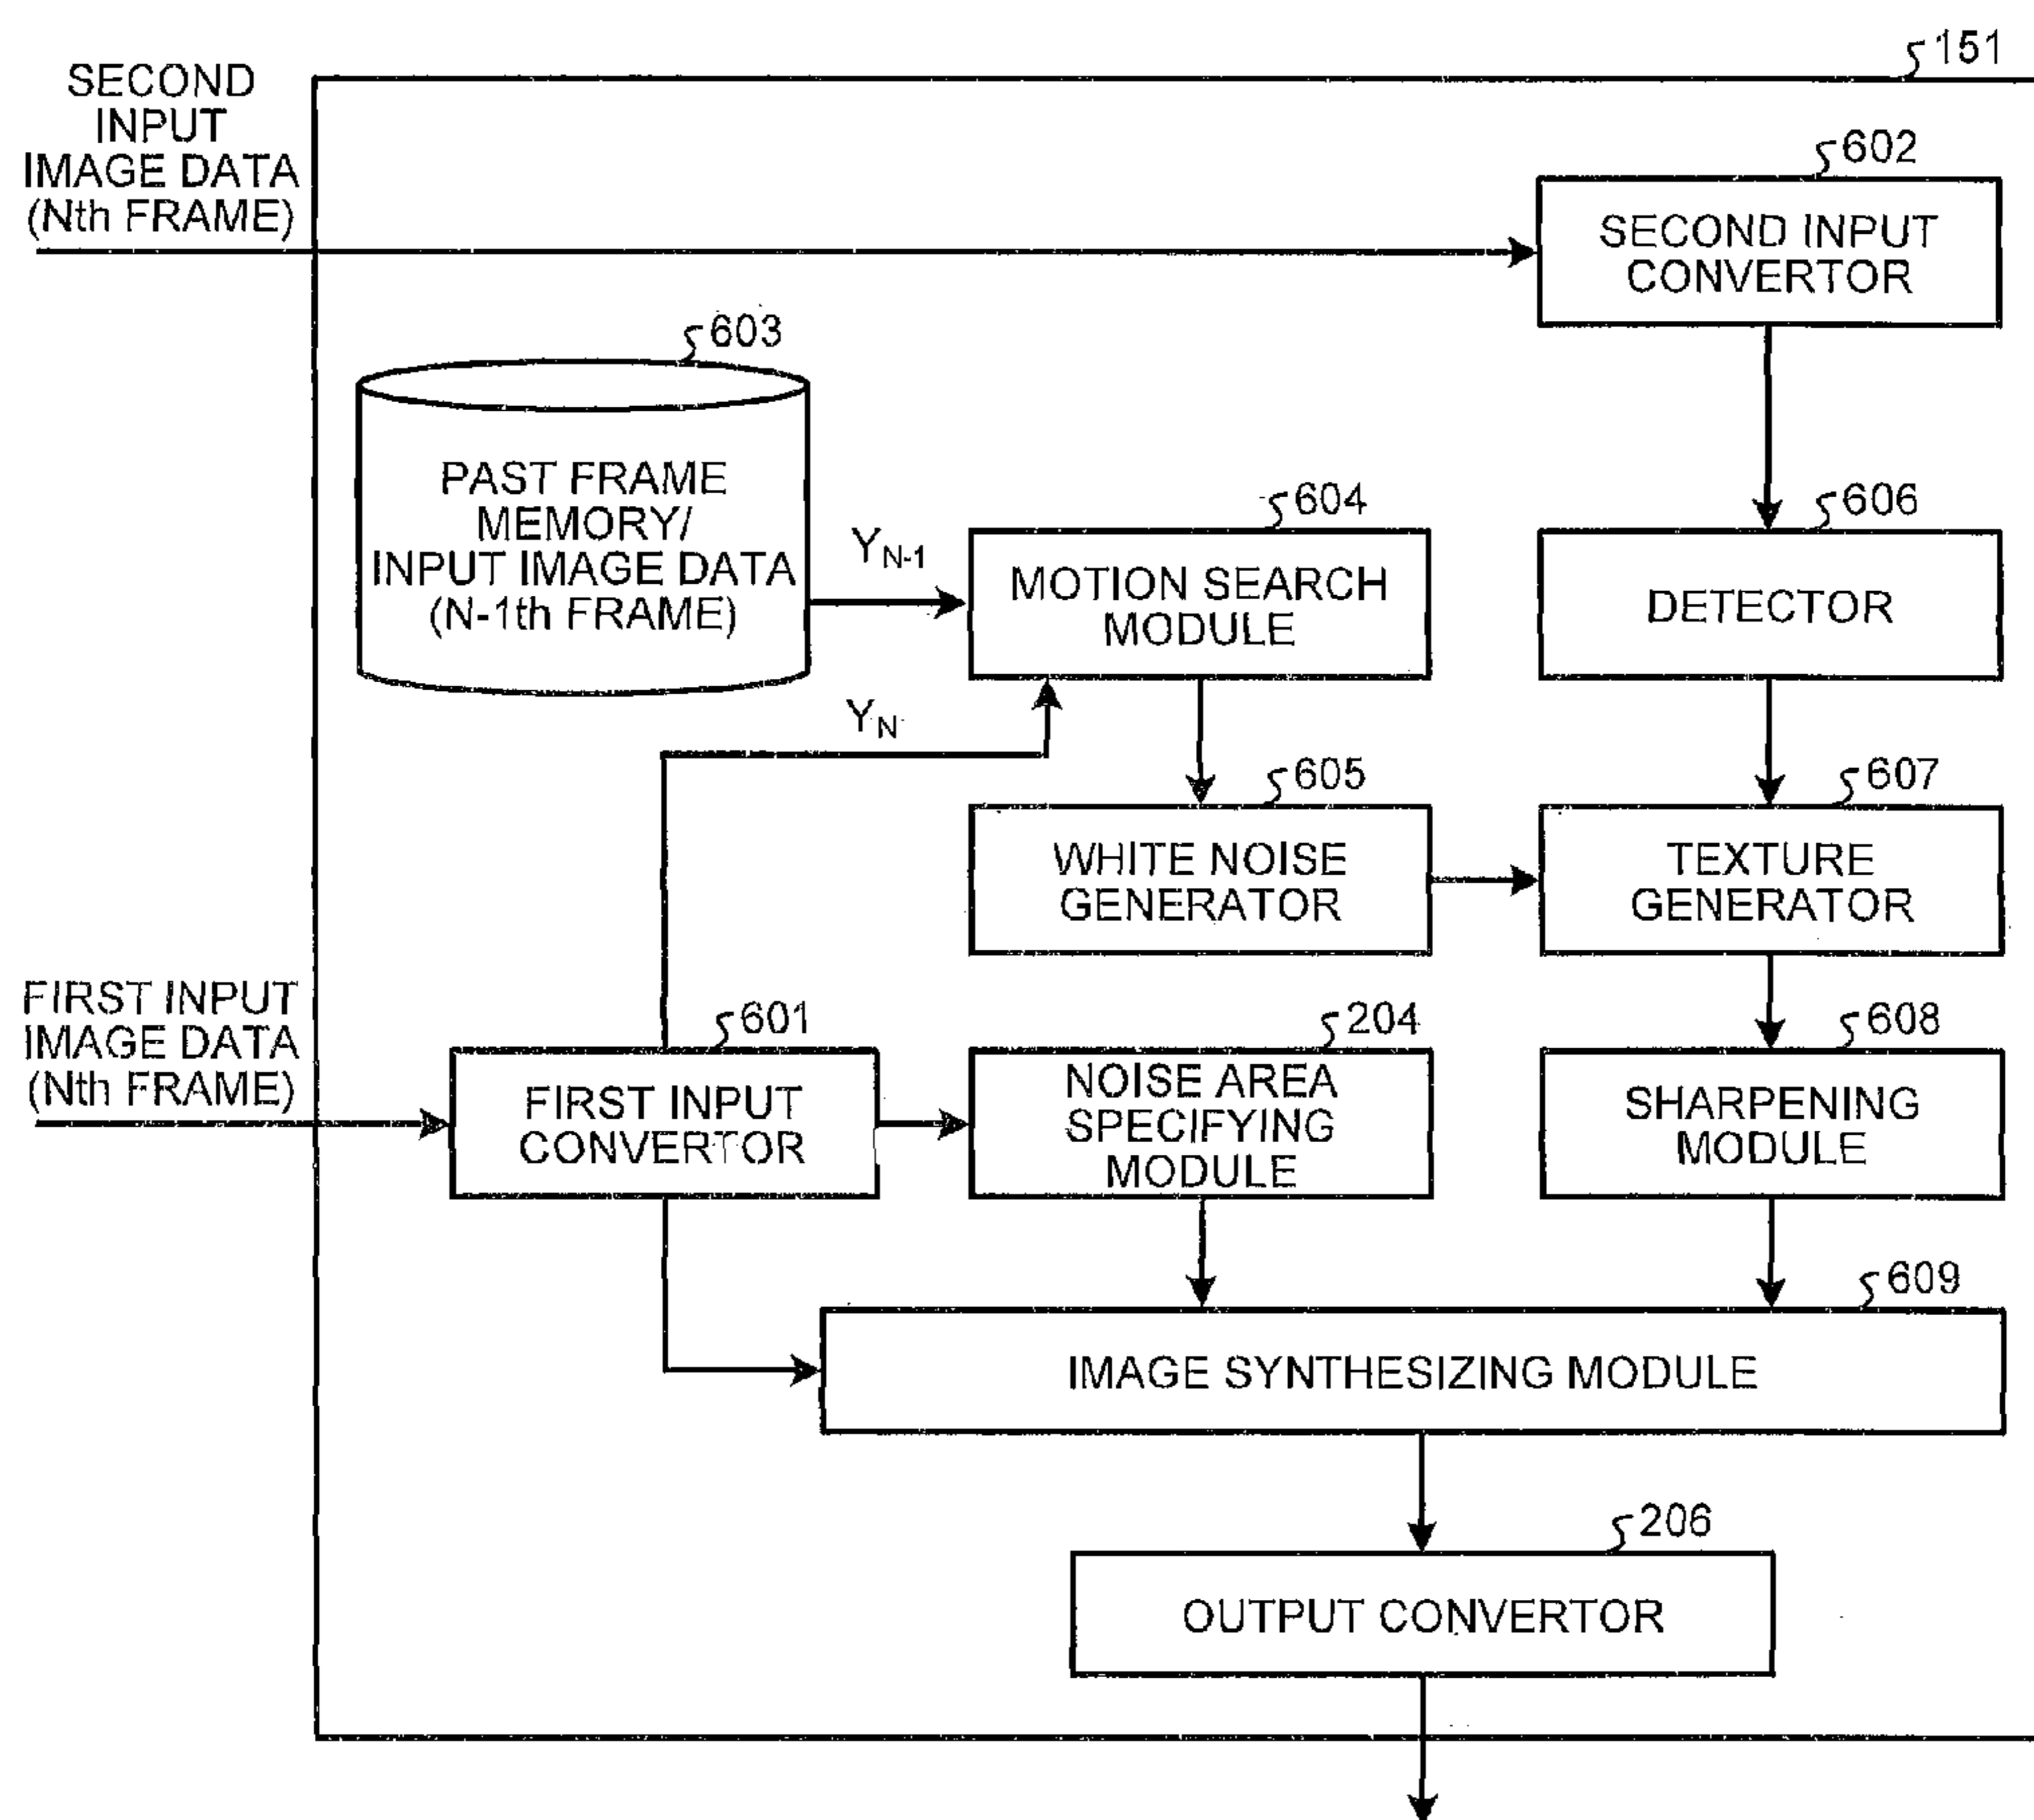 151
SECOND
INPUT
IMAGE DATA
(Nth FRAME)
602
SECOND INPUT
CONVERTOR
603
PAST FRAME
MEMORY/
INPUT IMAGE DATA
(N-1th FRAME)
YN-1
604
MOTION SEARCH
MODULE
606
DETECTOR
YN
605
WHITE NOISE
GENERATOR
607
TEXTURE
GENERATOR
FIRST INPUT
IMAGE DATA
(Nth FRAME)
601
FIRST INPUT
CONVERTOR
204
NOISE AREA
SPECIFYING
MODULE
608
SHARPENING
MODULE
609
IMAGE SYNTHESIZING MODULE
206
OUTPUT CONVERTOR